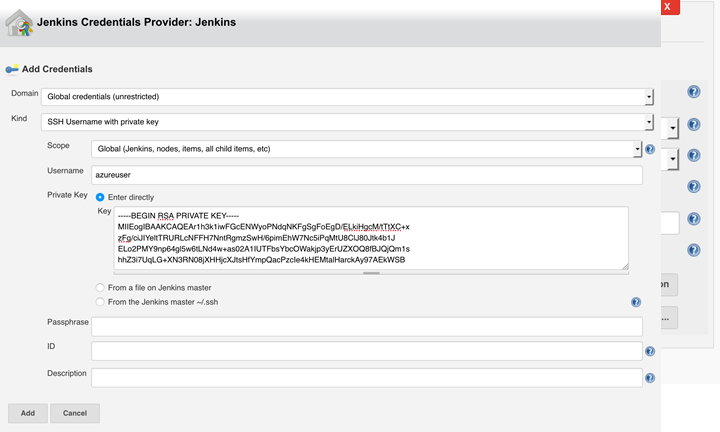 X
Jenkins Credentials Provider: Jenkins
Add Credentials
Domain Global credentials (unrestricted)
Kind SSH Username with private key
Scope Global (Jenkins, nodes, items, all child items, etc)
Username azureuser
Private Key Enter directly
Key -----BEGIN RSA PRIVATE KEY-----
MIIEogIBAAKCAQEAr1h3k1iwFGcENWyoPNdqNKFgSgFoEgD/ELkiHgcM/tTtXC+x
zFg/ciJIYeltTRURLcNFFH7NntRgmzSwH/6pimEhW7Nc5iPqMtU8ClJ80Jtk4b1J
ELo2PMY9np64gl5w6tLNd4w+as02A1IUTFbsYbcOWakjp3yErUZXOQ8fBJQjQm1s
hhZ3i7UqLG+XN3RN08jXHHjcXJtsHfYmpQacPzcIe4kHEMtalHarckAy97AEkWSB
From a file on Jenkins master
From the Jenkins master ~/.ssh
on
...
Passphrase
ID
Description
Add Cancel